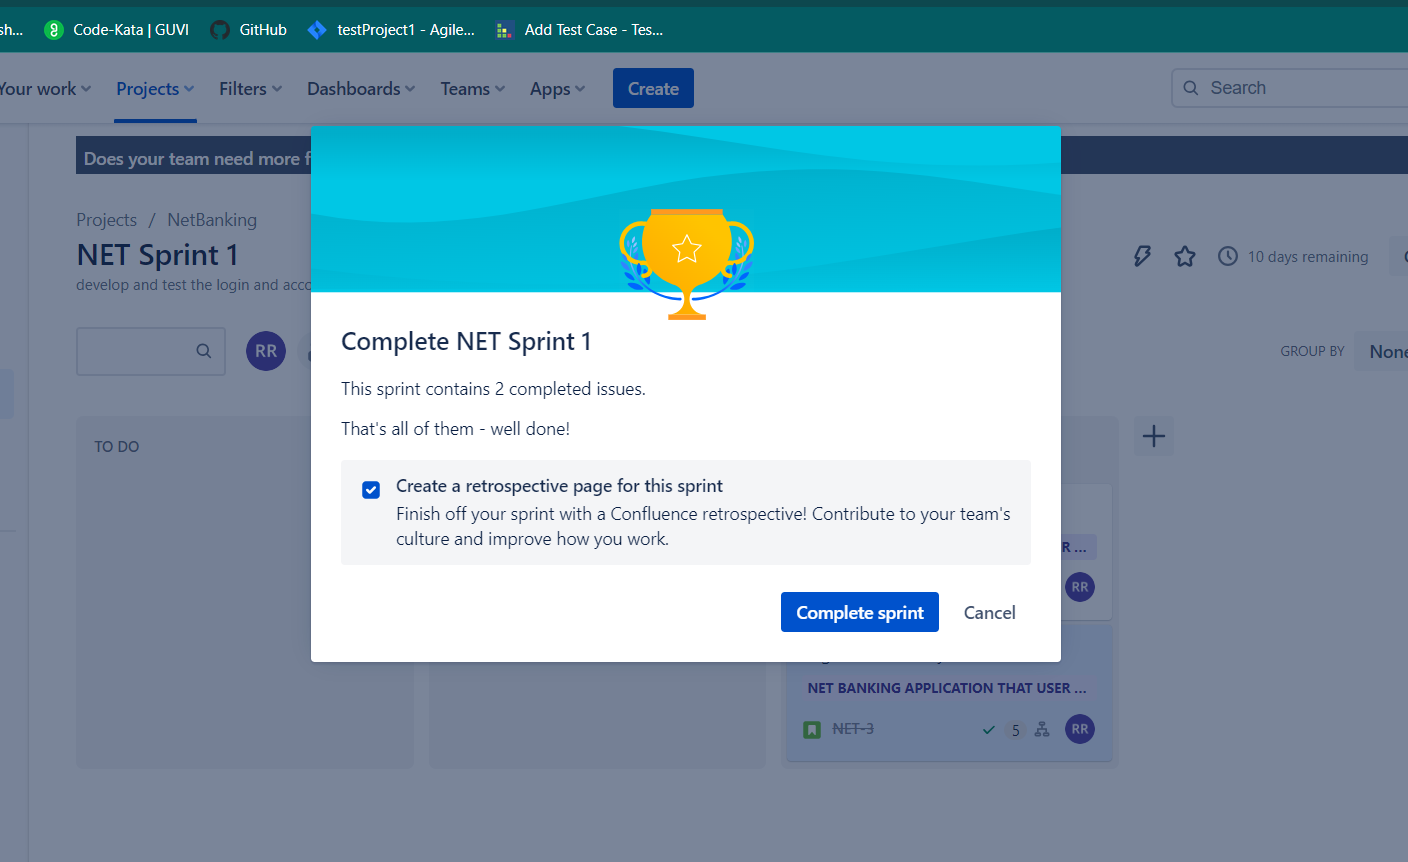 sh...
Code-Kata | GUVI
GitHub
testProject1 - Agile...
Add Test Case - Tes...
Your work
Projects
Filters
Dashboards
Teams
Apps
Create
Search
Does your team need more f
Projects / NetBanking
NET Sprint 1
10 days remaining
develop and test the login and acco
RR
GROUP BY
None
TO DO
Complete NET Sprint 1
This sprint contains 2 completed issues.
That's all of them - well done!
Create a retrospective page for this sprint
Finish off your sprint with a Confluence retrospective! Contribute to your team's
culture and improve how you work.
Complete sprint
Cancel
R ...
RR
NET BANKING APPLICATION THAT USER ...
NET-3
5
RR